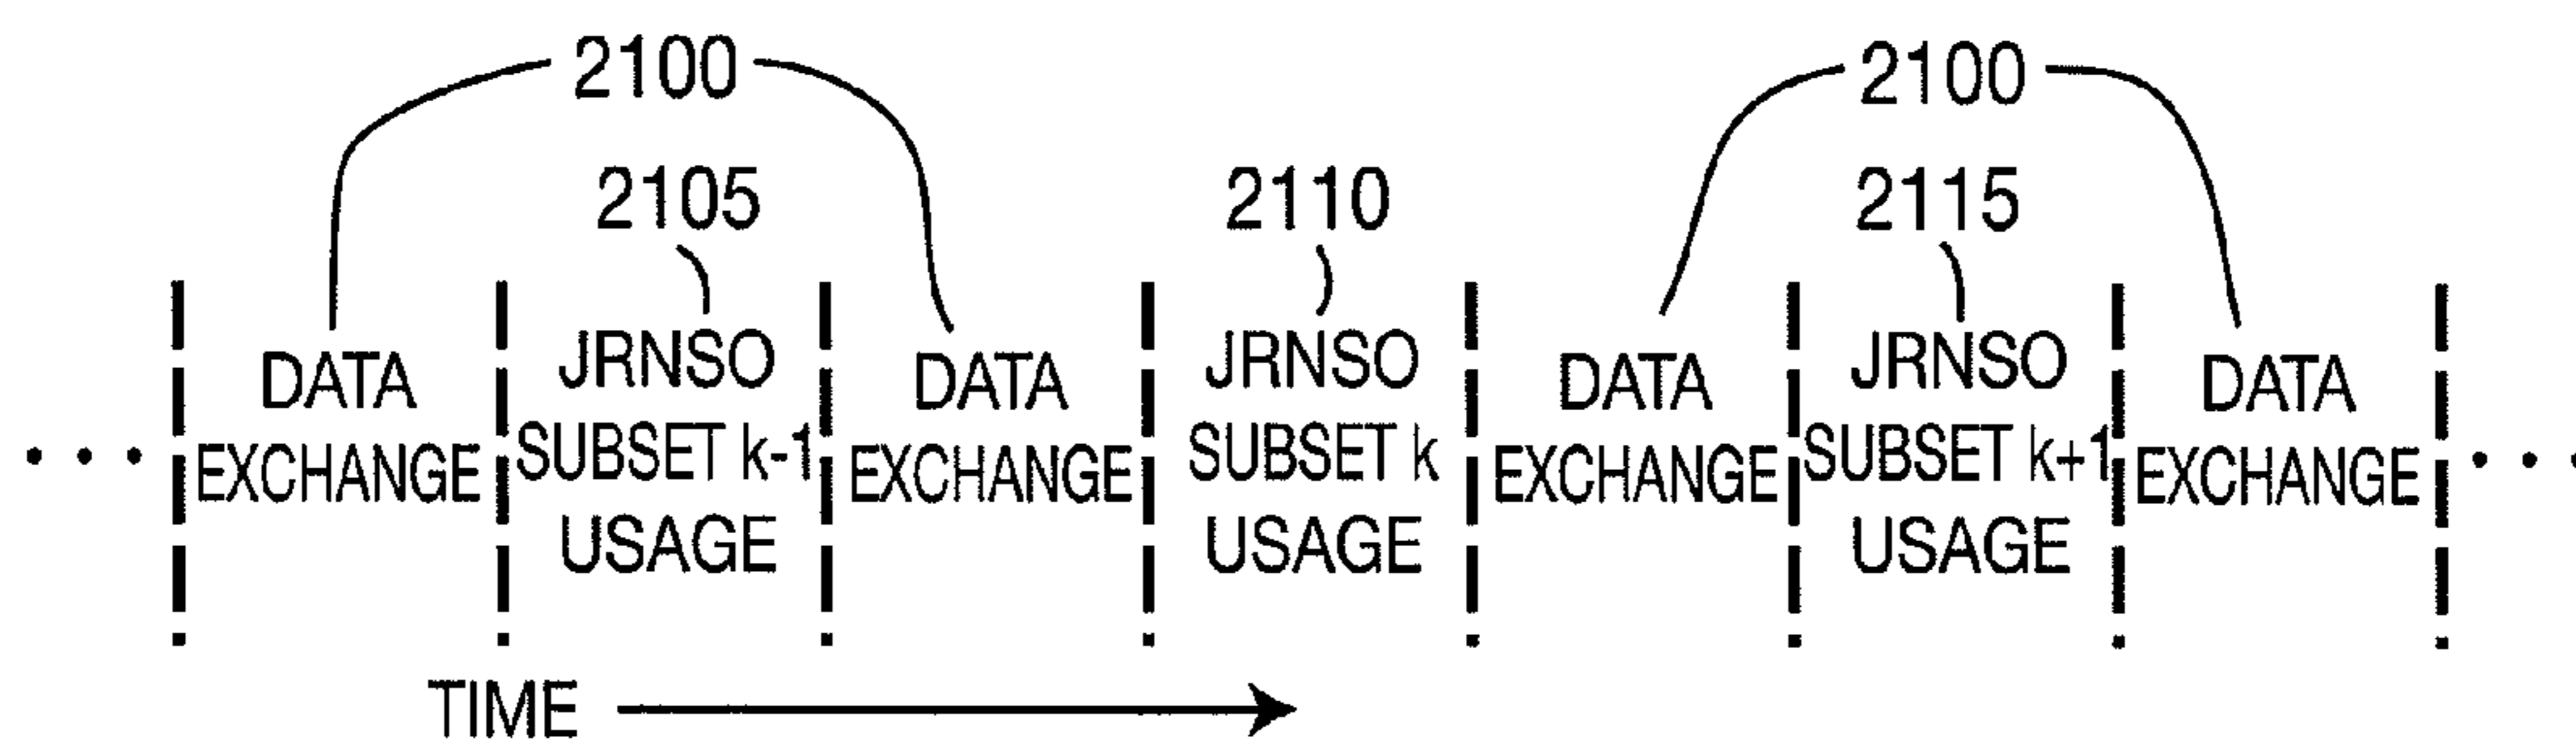 2100 2100
2105 2110 2115
DATA EXCHANGE
JRNSO SUBSET k-1 USAGE
DATA EXCHANGE
JRNSO SUBSET k USAGE
DATA EXCHANGE
JRNSO SUBSET k+1 USAGE
DATA EXCHANGE
TIME